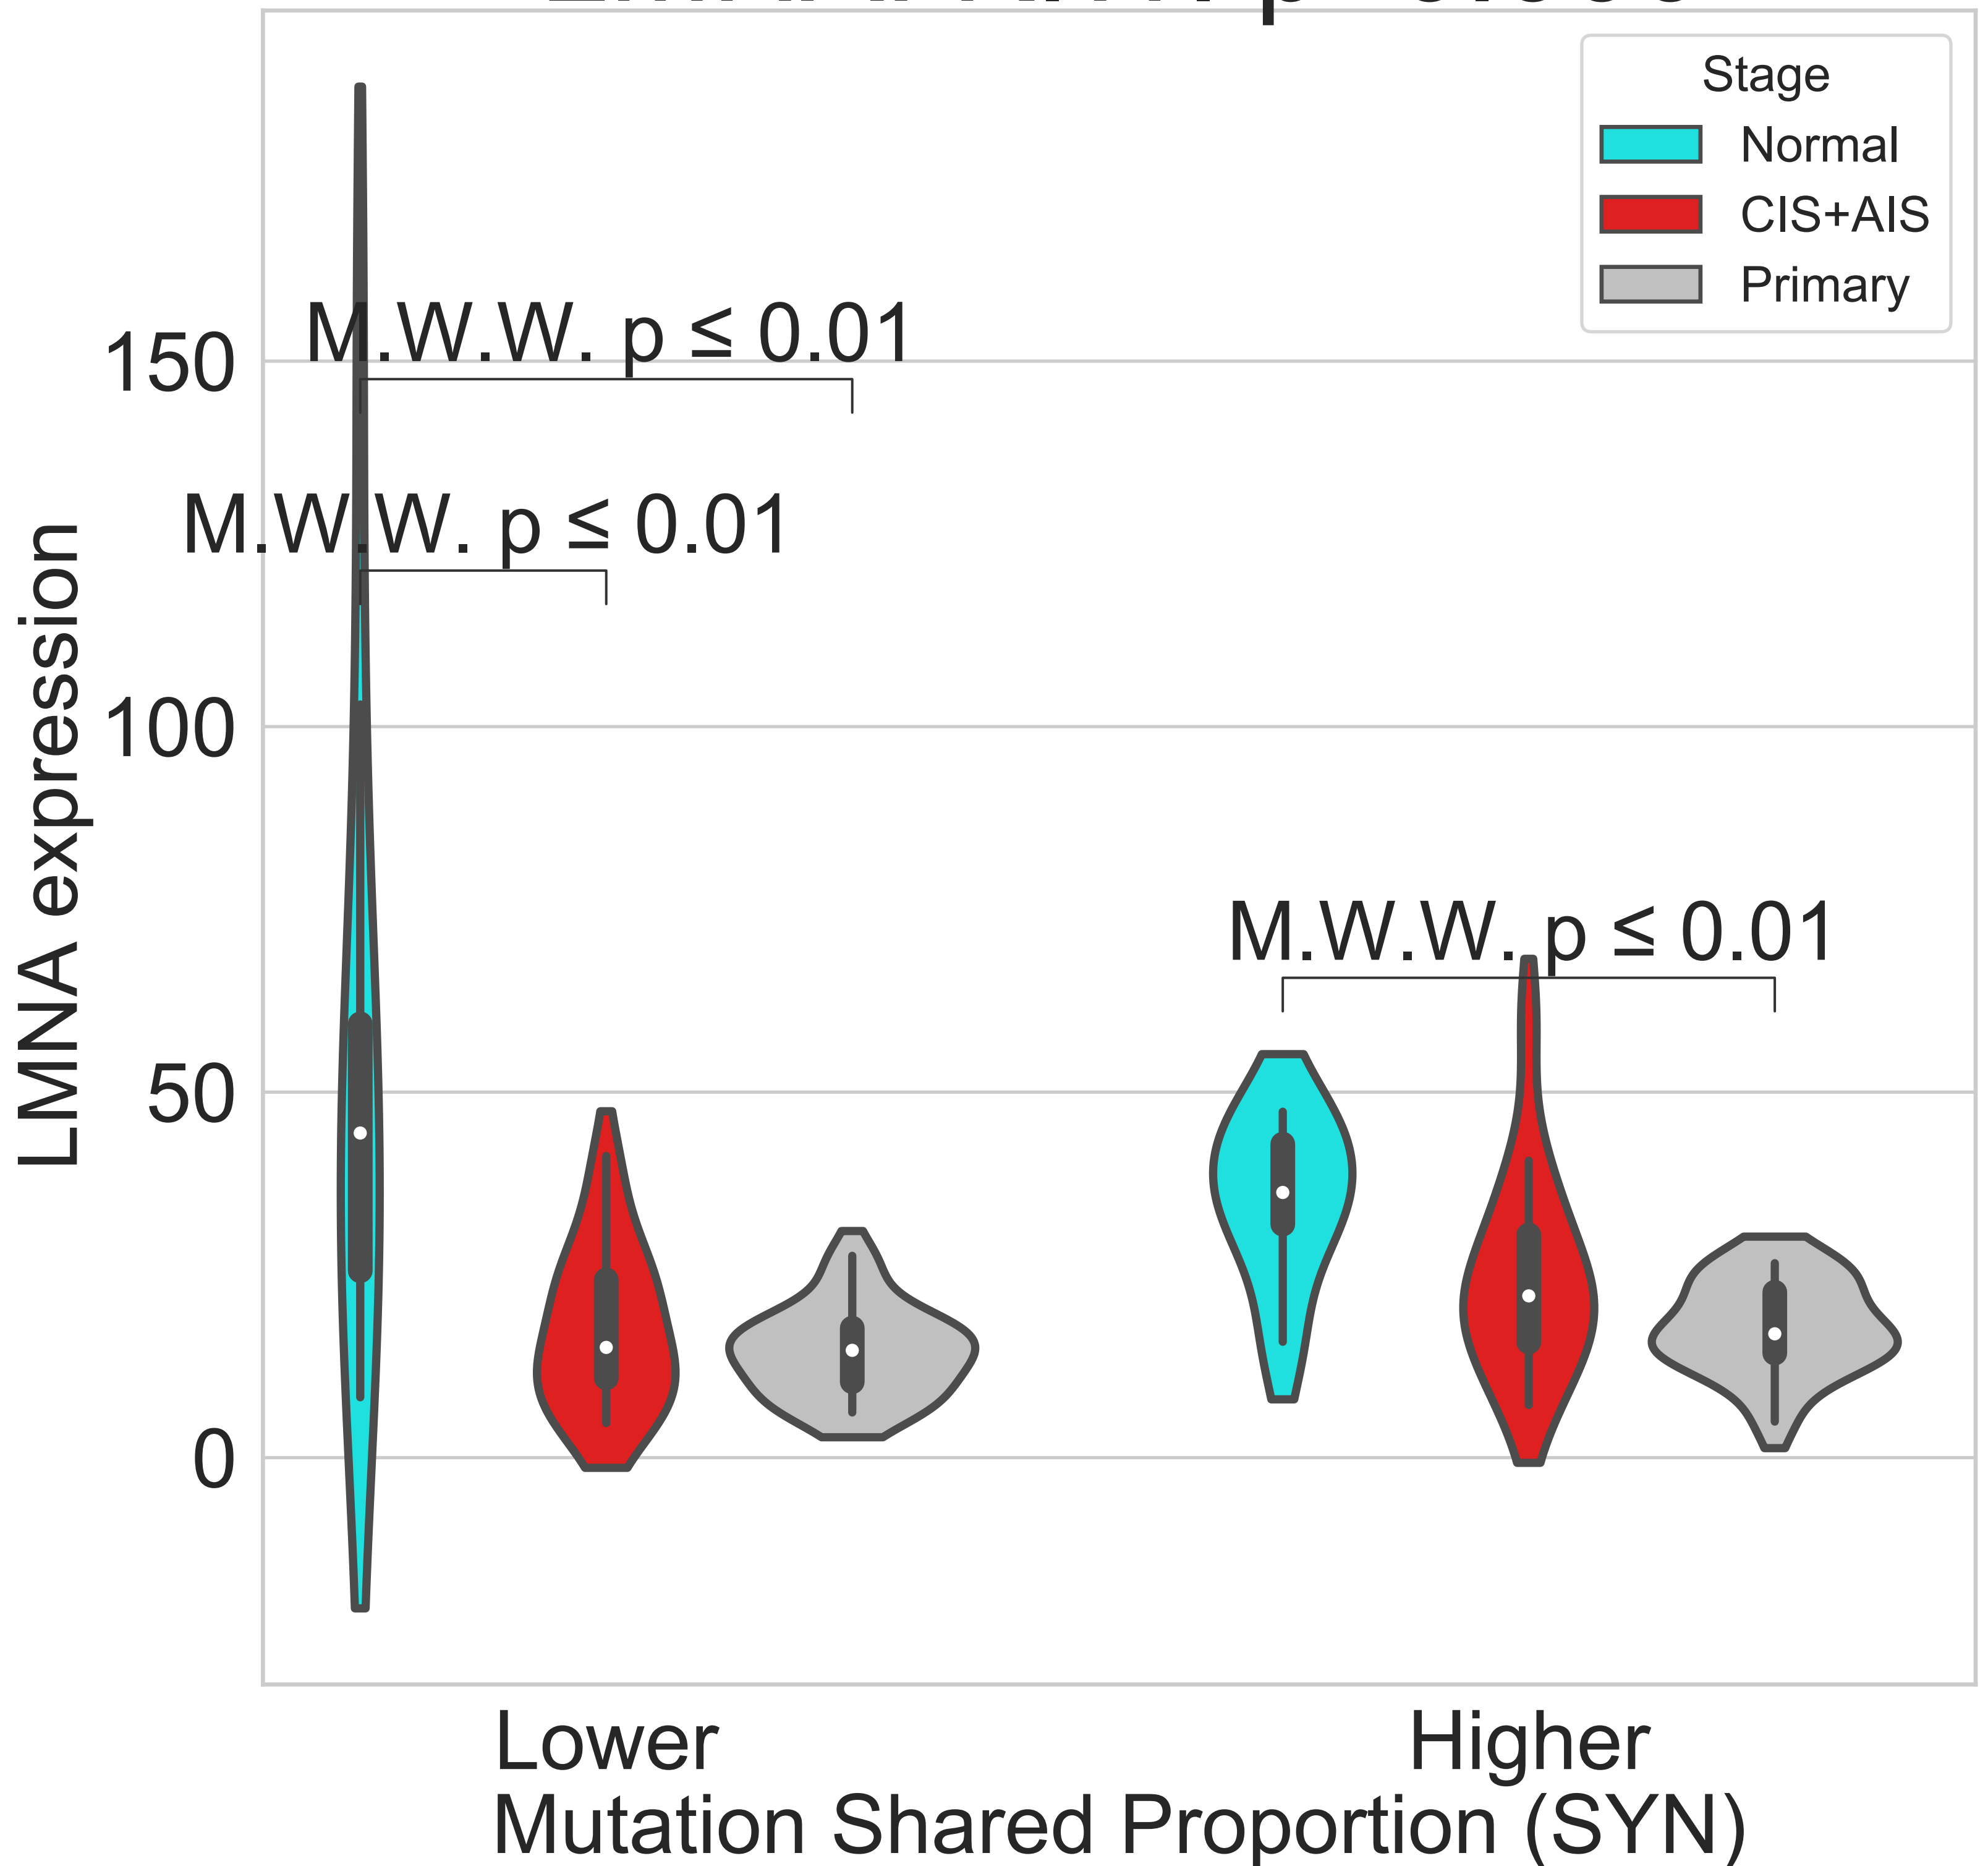 Stage
Normal
CIS+AIS
Primary
M.W.W. p ≤ 0.01
150
M.W.W. p ≤ 0.01
100
M.W.W. p ≤ 0.01
50
0
LMNA expression
Lower
Higher
Mutation Shared Proportion (SYN)